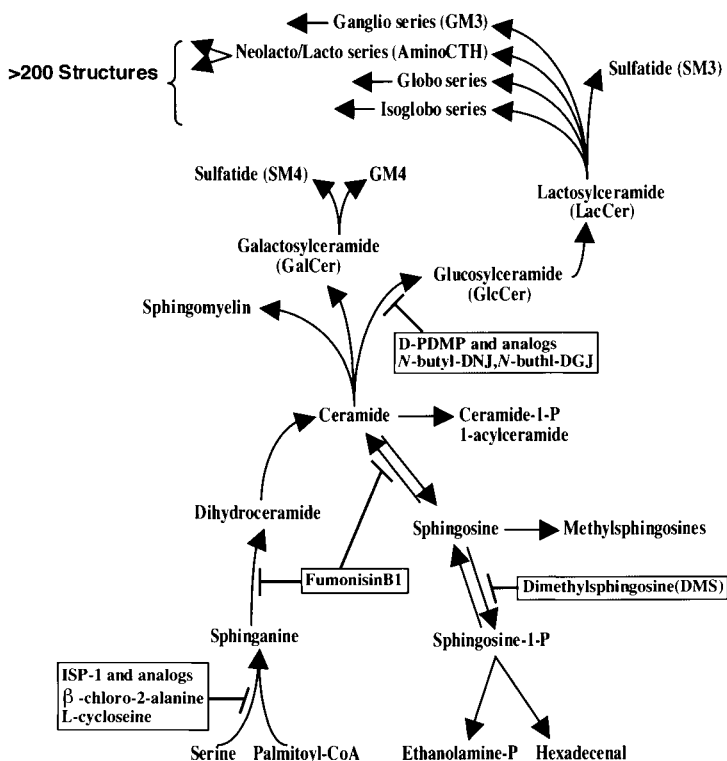 Ganglio series (GM3)
Neolacto/Lacto series (AminoCTH)
>200 Structures
Globo series
Sulfatide (SM3)
Isoglobo series
Sulfatide (SM4)
GM4
Lactosylceramide
(LacCer)
Galactosylceramide
(GalCer)
Glucosylceramide
(GlcCer)
Sphingomyelin
D-PDMP and analogs
N-butyl-DNJ,N-buthl-DGJ
Ceramide
Ceramide-1-P
1-acylceramide
Dihydroceramide
Sphingosine
Methylsphingosines
FumonisinB1
Dimethylsphingosine(DMS)
Sphinganine
Sphingosine-1-P
ISP-1 and analogs
β -chloro-2-alanine
L-cycloseine
Serine
Palmitoyl-CoA
Ethanolamine-P
Hexadecenal